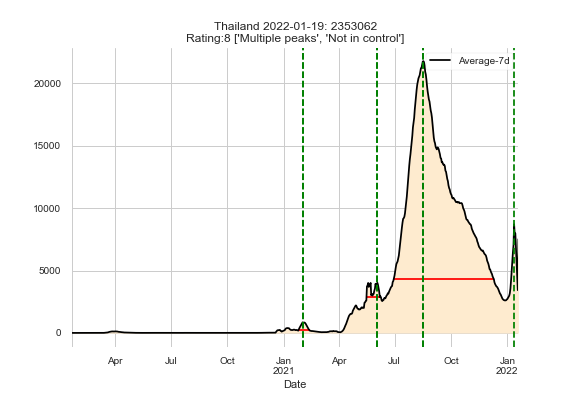 Thailand 2022-01-19: 2353062
Rating:8 ['Multiple peaks', 'Not in control']
Average-7d
20000
15000
10000
5000
0
Apr Jul Oct Jan Apr Jul Oct Jan
2021 2022
Date